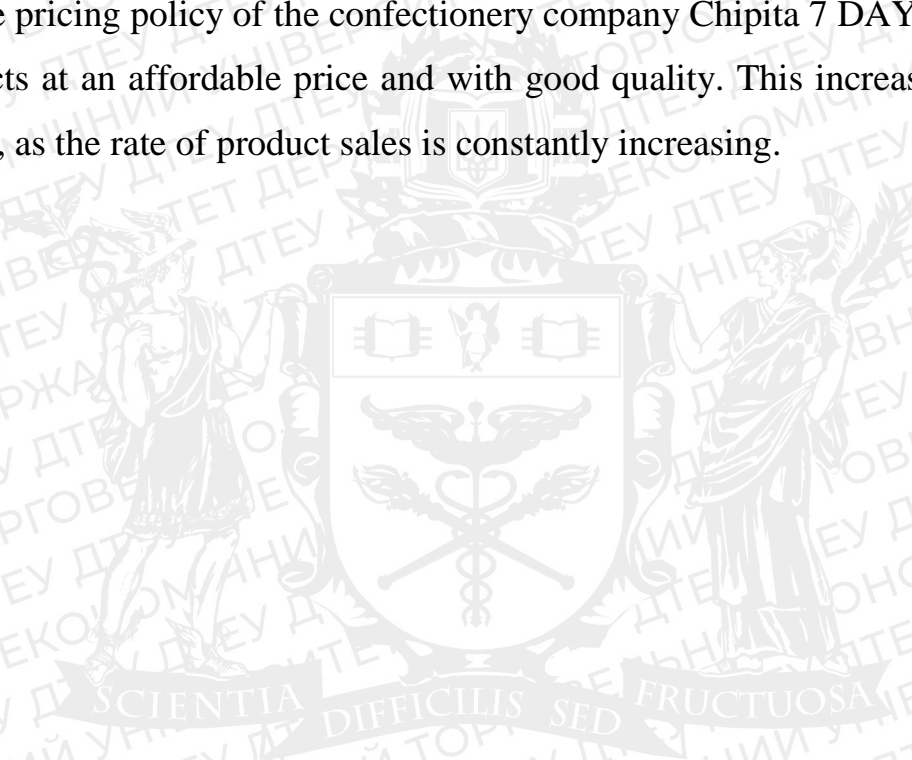 e pricing policy of the confectionery company Chipita 7 DAY
cts at an affordable price and with good quality. This increas
, as the rate of product sales is constantly increasing.
SCIENTIA DIFFICILIS SED FRUCTUOSA